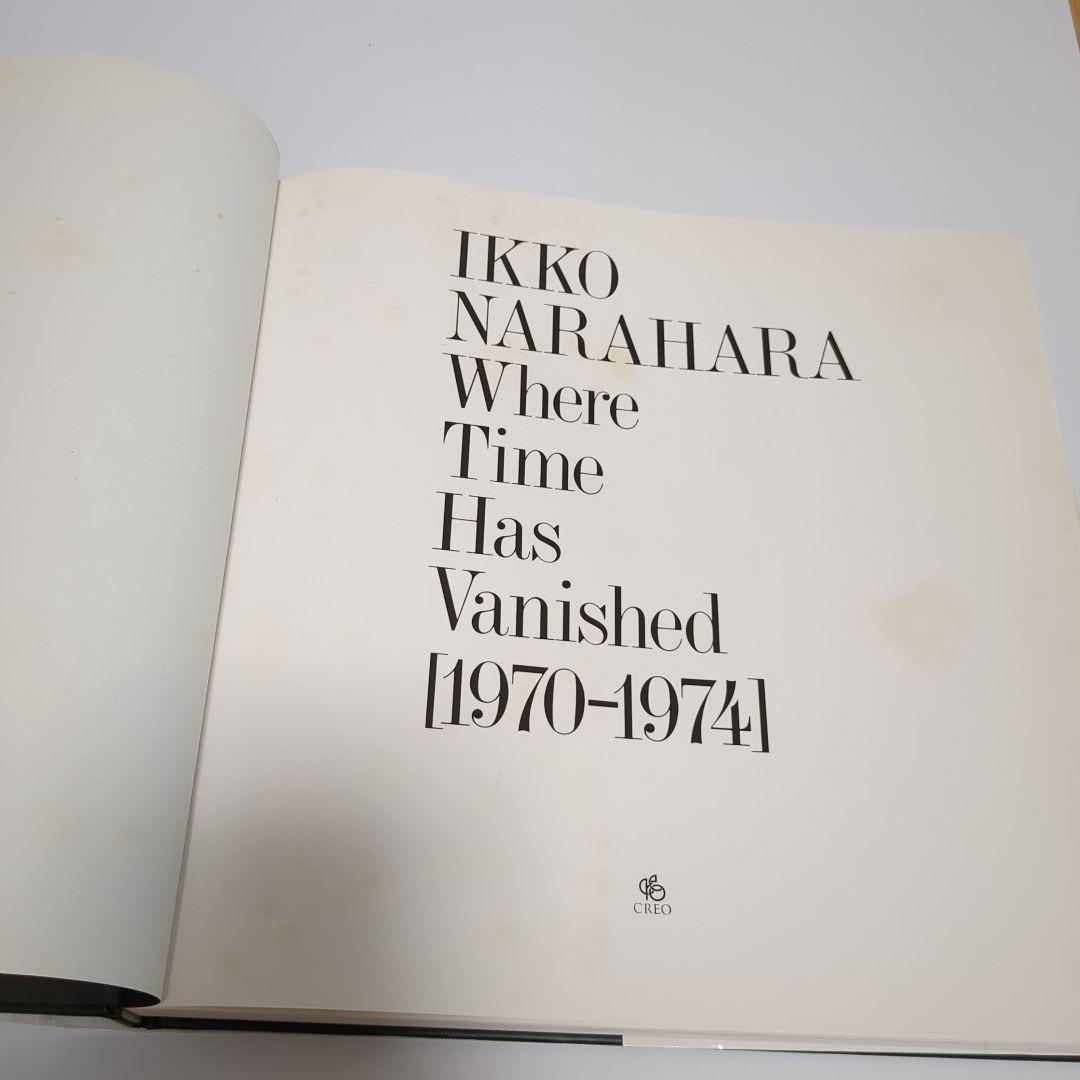 IKKO
NARAHARA
Where
Time
Has
Vanished
[1970-1974]
CREO